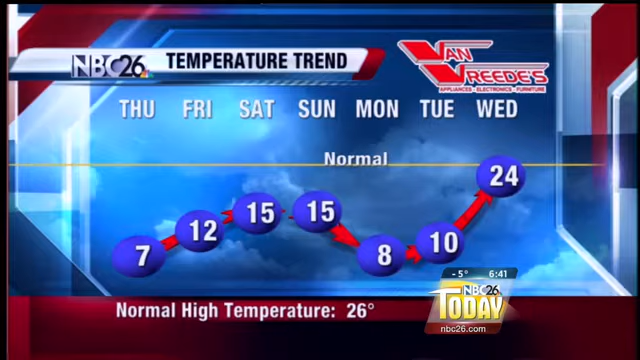 NBC26 TEMPERATURE TREND
VAN VREEDE'S
APPLIANCES - ELECTRONICS - FURNITURE
THU FRI SAT SUN MON TUE WED
Normal
7 12 15 15 8 10 24
-5° 6:41
NBC26
TODAY
nbc26.com
Normal High Temperature: 26°